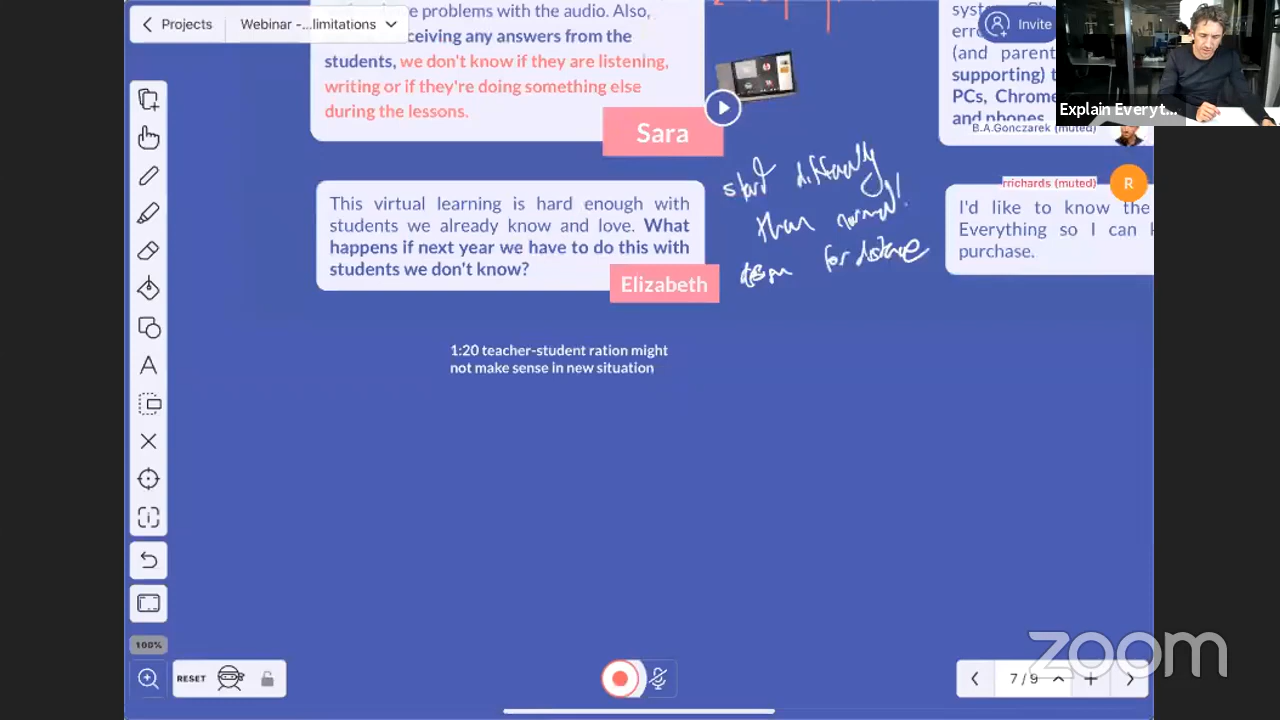 Projects
Webinar -...limitations
problems with the audio. Also,
ceiving any answers from the
students, we don't know if they are listening,
writing or if they're doing something else
during the lessons.
Sara
This virtual learning is hard enough with
students we already know and love. What
happens if next year we have to do this with
students we don't know?
Elizabeth
start differently
than normal!
design for distance
1:20 teacher-student ration might
not make sense in new situation
Invite
(and paren
supporting) t
PCs, Chrome
and phones.
B.A.Gonczarek (muted)
rrichards (muted)
R
I'd like to know the
Everything so I can
purchase.
Explain Everyt...
A
100%
RESET
7 / 9
zoom